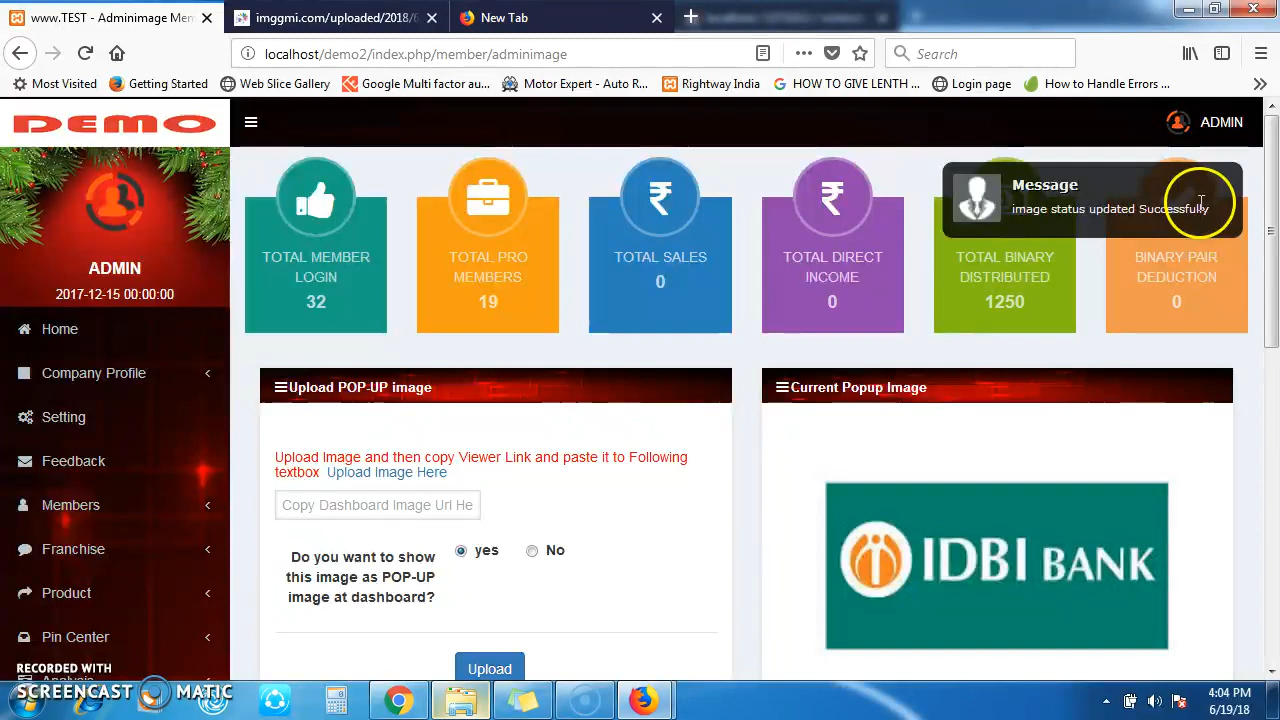 www.TEST - Adminimage Mem
imggmi.com/uploaded/2018/6
New Tab
localhost/demo2/index.php/member/adminimage
Search
Most Visited
Getting Started
Web Slice Gallery
Google Multi factor au...
Motor Expert - Auto R...
Rightway India
HOW TO GIVE LENTH ...
Login page
How to Handle Errors ...
DEMO
ADMIN
Message
image status updated Successfully
TOTAL MEMBER
LOGIN
32
TOTAL PRO
MEMBERS
19
TOTAL SALES
0
TOTAL DIRECT
INCOME
0
TOTAL BINARY
DISTRIBUTED
1250
BINARY PAIR
DEDUCTION
0
ADMIN
2017-12-15 00:00:00
Home
Company Profile
Setting
Feedback
Members
Franchise
Product
Pin Center
Upload POP-UP image
Upload Image and then copy Viewer Link and paste it to Following
textbox Upload Image Here
Copy Dashboard Image Url He
Do you want to show
this image as POP-UP
image at dashboard?
yes
No
Upload
Current Popup Image
IDBI BANK
RECORDED WITH
SCREENCAST MATIC
4:04 PM
6/19/18